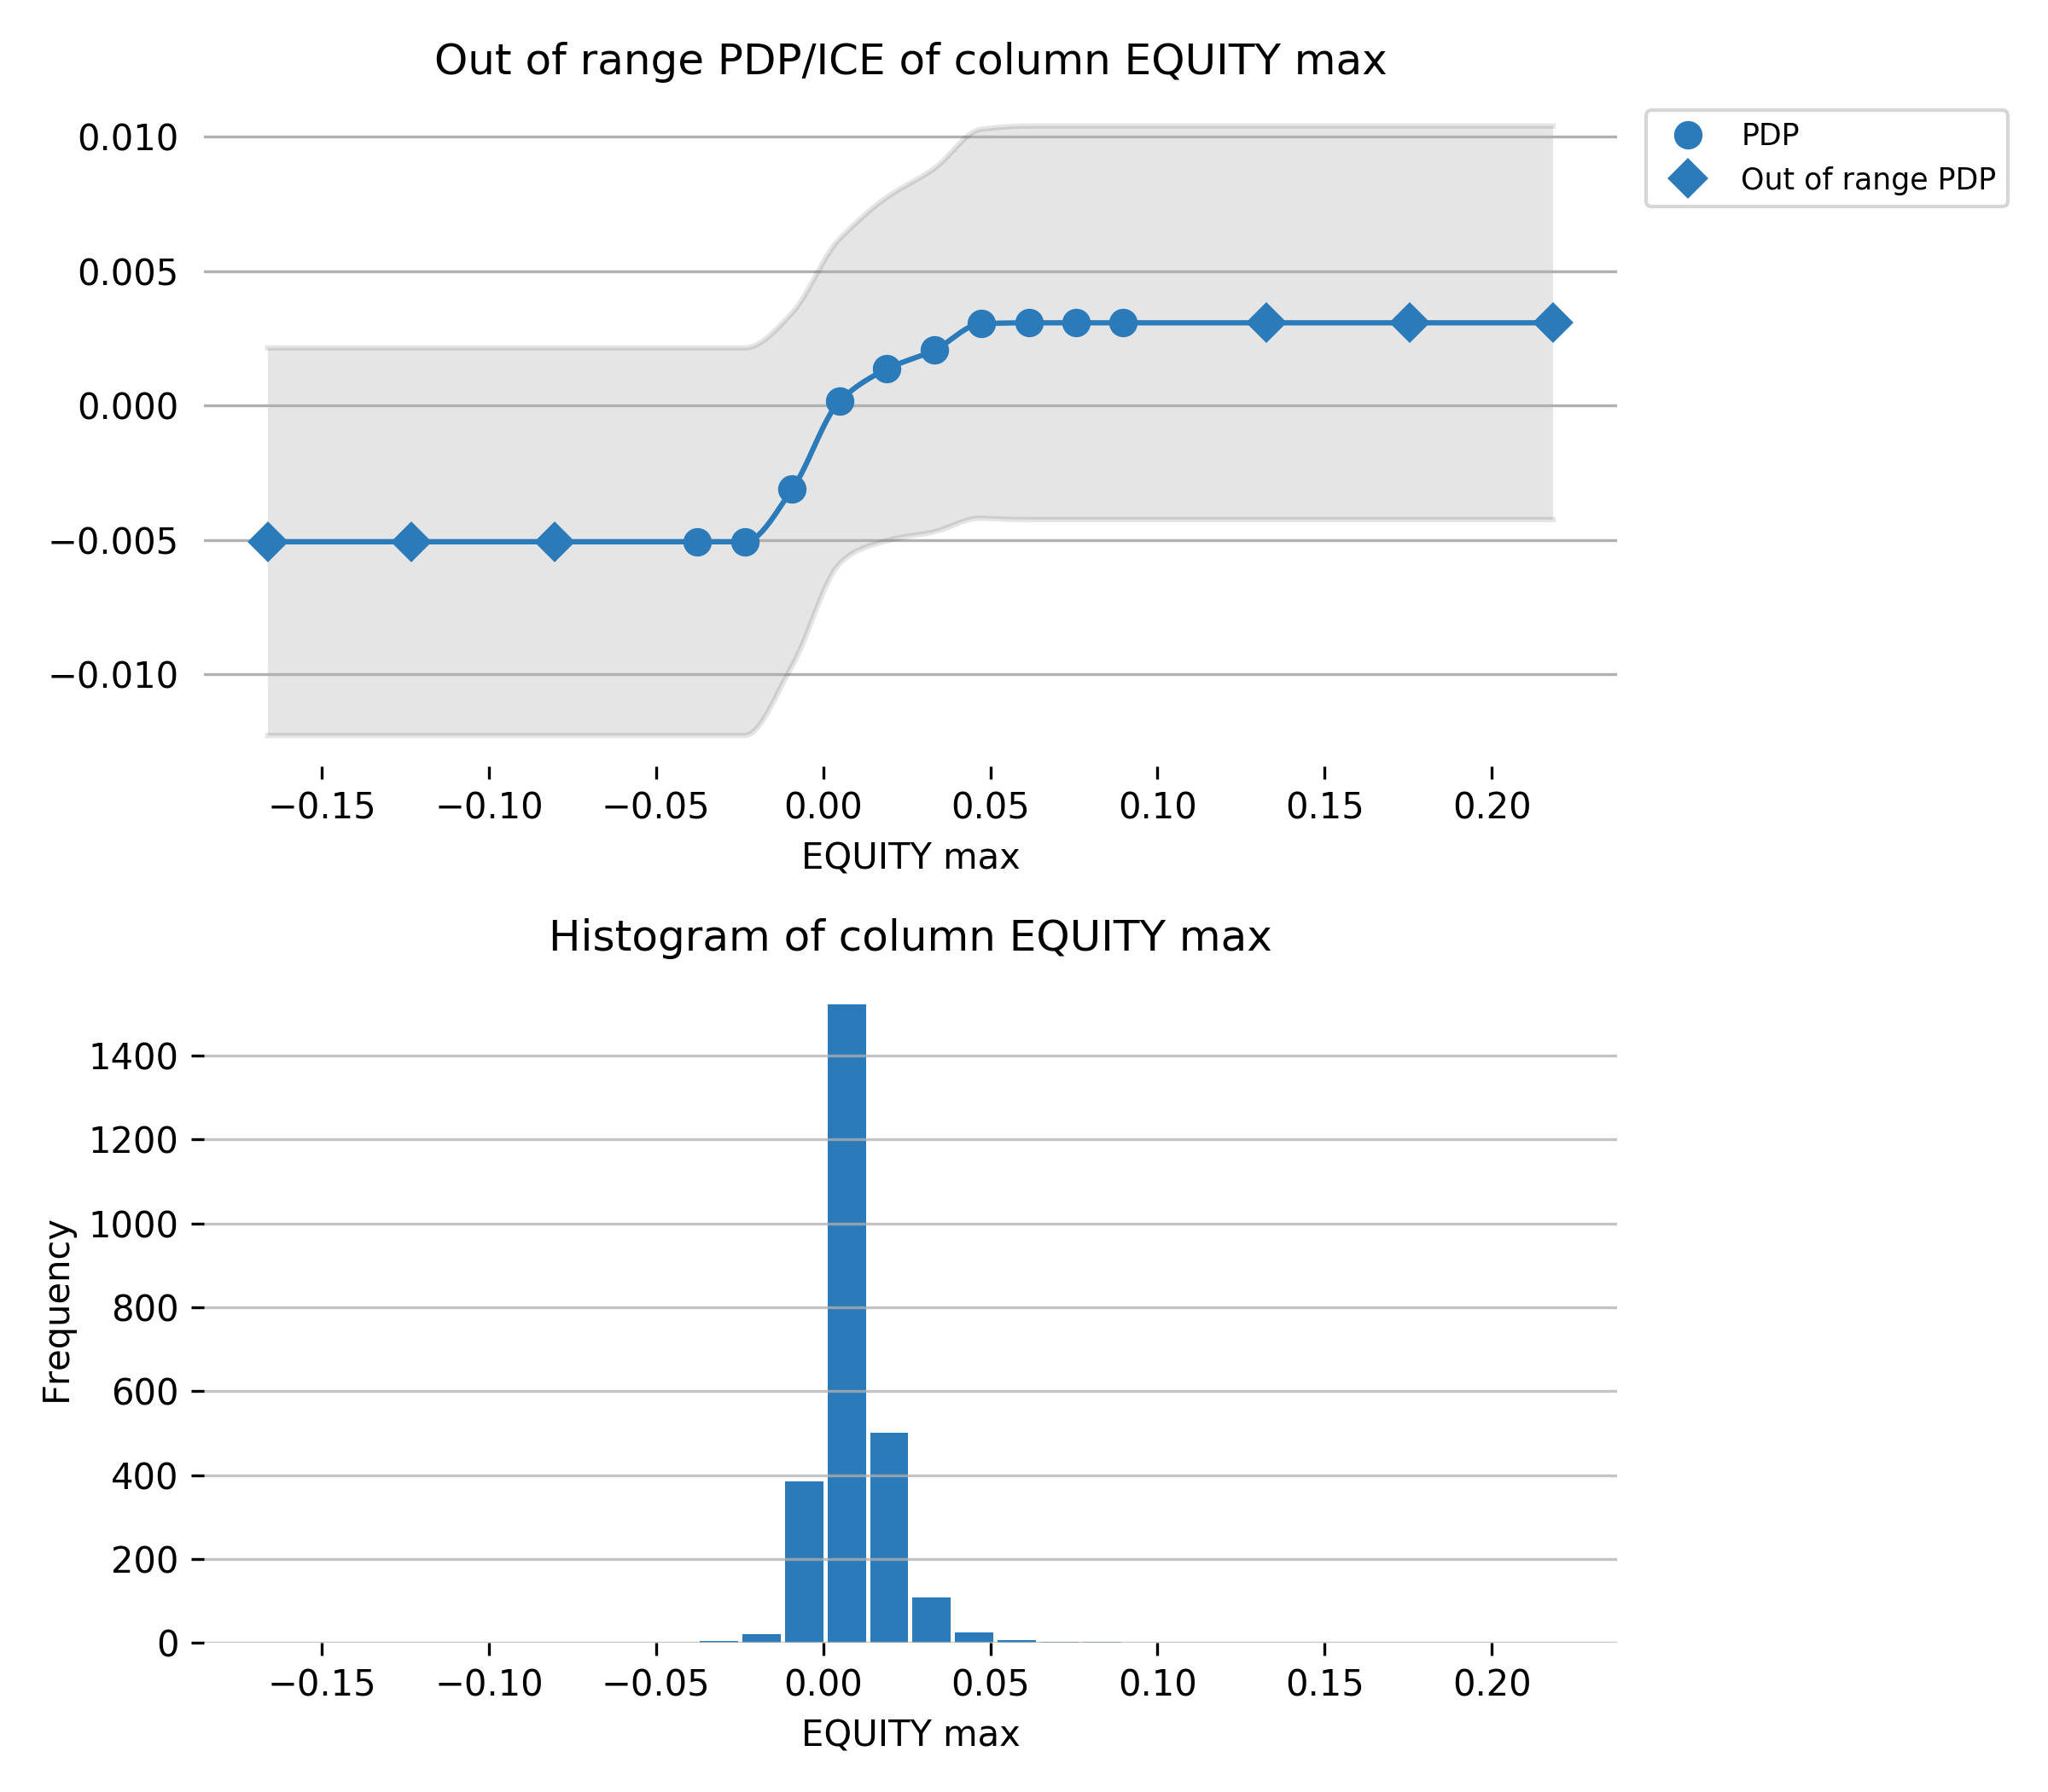 Out of range PDP/ICE of column EQUITY max
PDP
Out of range PDP
0.010
0.005
0.000
−0.005
−0.010
−0.15 −0.10 −0.05 0.00 0.05 0.10 0.15 0.20
EQUITY max
Histogram of column EQUITY max
Frequency
1400
1200
1000
800
600
400
200
0
−0.15 −0.10 −0.05 0.00 0.05 0.10 0.15 0.20
EQUITY max